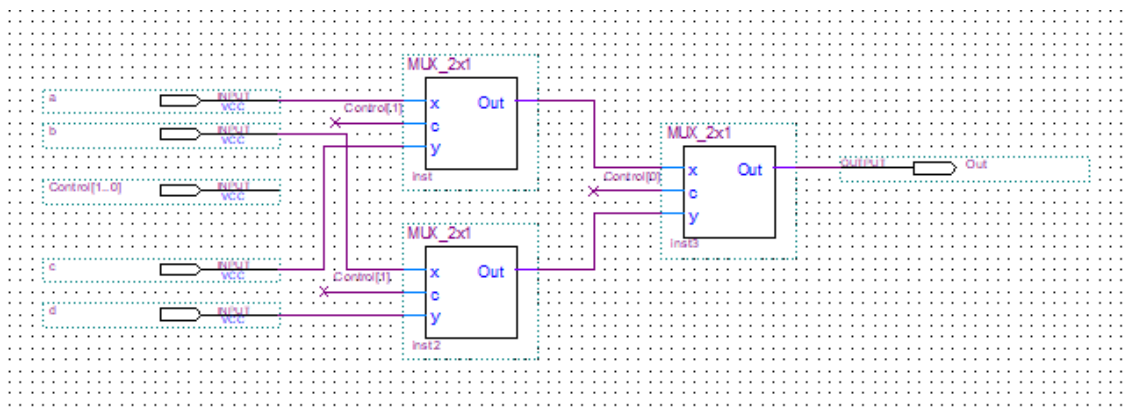 MUX_2x1
a
INPUT
VCC
Control[1]
x
Out
c
y
Inst
b
INPUT
VCC
MUX_2x1
x
Out
Control[0]
c
y
Inst3
OUTPUT
Out
Control[1..0]
INPUT
VCC
MUX_2x1
c
INPUT
VCC
Control[1]
x
Out
c
y
Inst2
d
INPUT
VCC